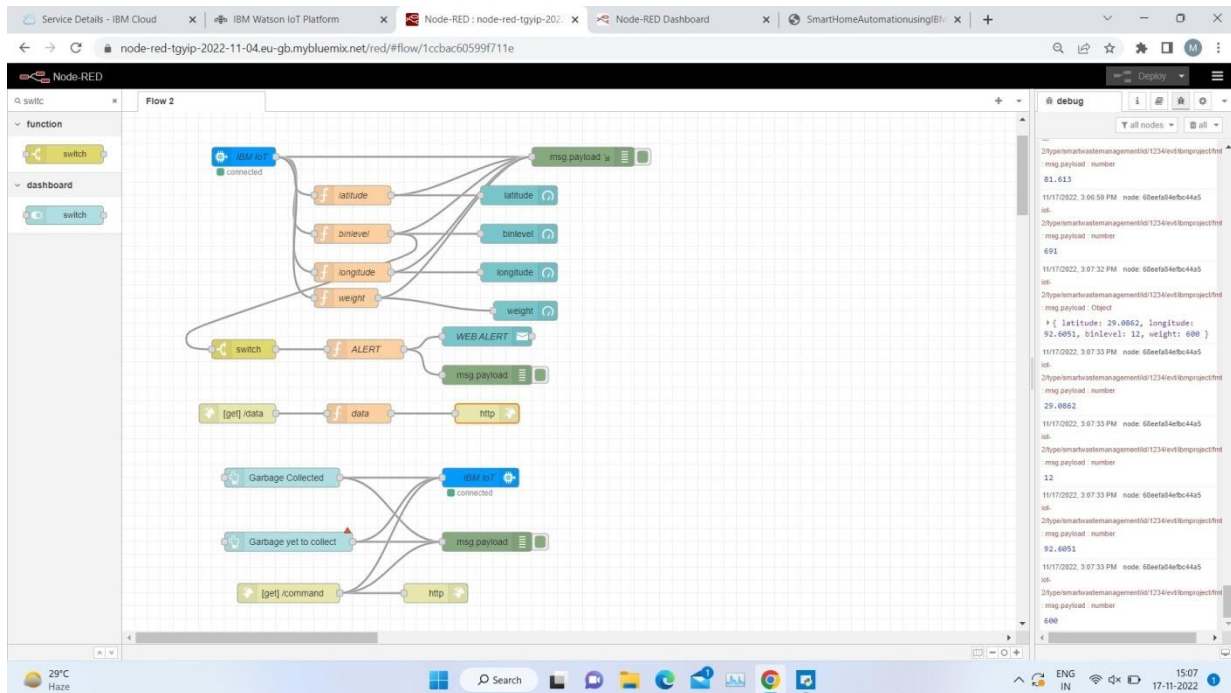 Service Details - IBM Cloud
IBM Watson IoT Platform
Node-RED : node-red-tgyip-202
Node-RED Dashboard
SmartHomeAutomationusingIBM
node-red-tgyip-2022-11-04.eu-gb.mybluemix.net/red/#flow/1ccbac60599f711e
M
Node-RED
Deploy
switc
Flow 2
debug
all nodes
all
function
switch
dashboard
switch
IBM IoT
connected
msg.payload
latitude
latitude
binlevel
binlevel
longitude
longitude
weight
weight
switch
ALERT
WEB ALERT
msg.payload
[get] /data
data
http
Garbage Collected
IBM IoT
connected
Garbage yet to collect
msg.payload
[get] /command
http
2/type/smartwastemanagement/id/1234/evt/ibmproject/fmt
: msg.payload : number
81.613
11/17/2022, 3:06:59 PM node: 68eefa84efbc44a5
iot-
2/type/smartwastemanagement/id/1234/evt/ibmproject/fmt
: msg.payload : number
691
11/17/2022, 3:07:32 PM node: 68eefa84efbc44a5
iot-
2/type/smartwastemanagement/id/1234/evt/ibmproject/fmt
: msg.payload : Object
{ latitude: 29.0862, longitude:
92.6051, binlevel: 12, weight: 600 }
11/17/2022, 3:07:33 PM node: 68eefa84efbc44a5
iot-
2/type/smartwastemanagement/id/1234/evt/ibmproject/fmt
: msg.payload : number
29.0862
11/17/2022, 3:07:33 PM node: 68eefa84efbc44a5
iot-
2/type/smartwastemanagement/id/1234/evt/ibmproject/fmt
: msg.payload : number
12
11/17/2022, 3:07:33 PM node: 68eefa84efbc44a5
iot-
2/type/smartwastemanagement/id/1234/evt/ibmproject/fmt
: msg.payload : number
92.6051
11/17/2022, 3:07:33 PM node: 68eefa84efbc44a5
iot-
2/type/smartwastemanagement/id/1234/evt/ibmproject/fmt
: msg.payload : number
600
29°C
Haze
Search
ENG
IN
15:07
17-11-2022
1